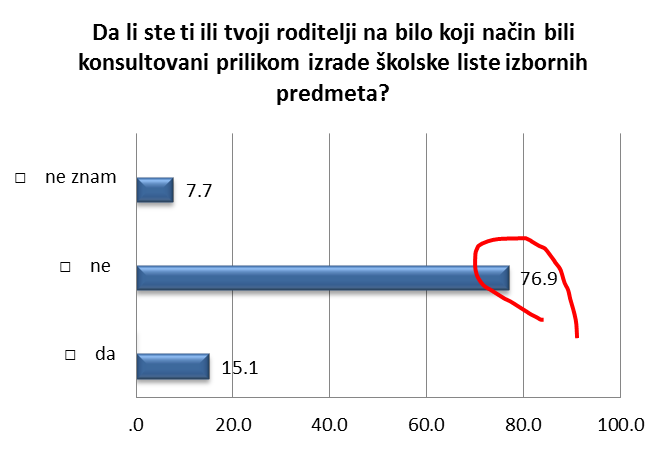 Da li ste ti ili tvoji roditelji na bilo koji način bili
konsultovani prilikom izrade školske liste izbornih
predmeta?
□ ne znam
7.7
□ ne
76.9
□ da
15.1
.0 20.0 40.0 60.0 80.0 100.0